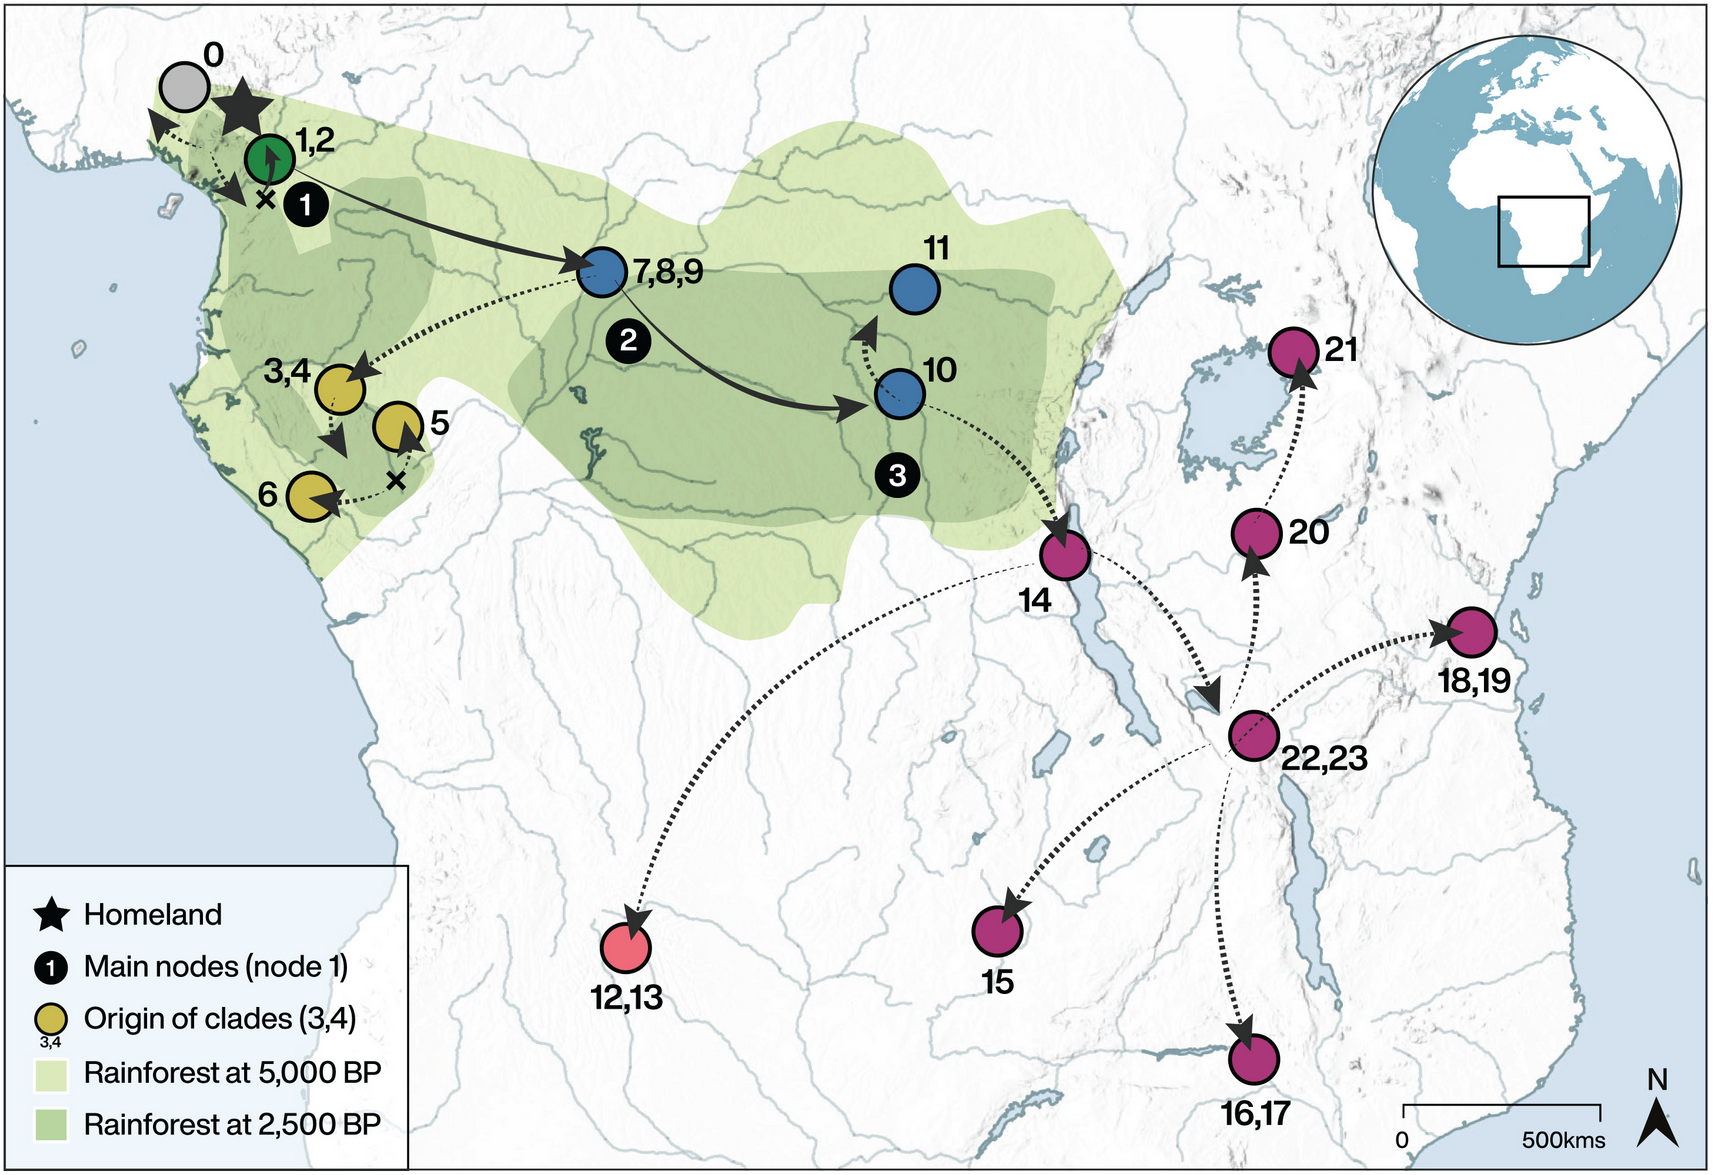 0
1,2
1
7,8,9
11
2
10
3,4
5
21
3
6
20
14
18,19
22,23
12,13
15
16,17
Homeland
1 Main nodes (node 1)
Origin of clades (3,4)
3,4
Rainforest at 5,000 BP
Rainforest at 2,500 BP
N
0 500kms